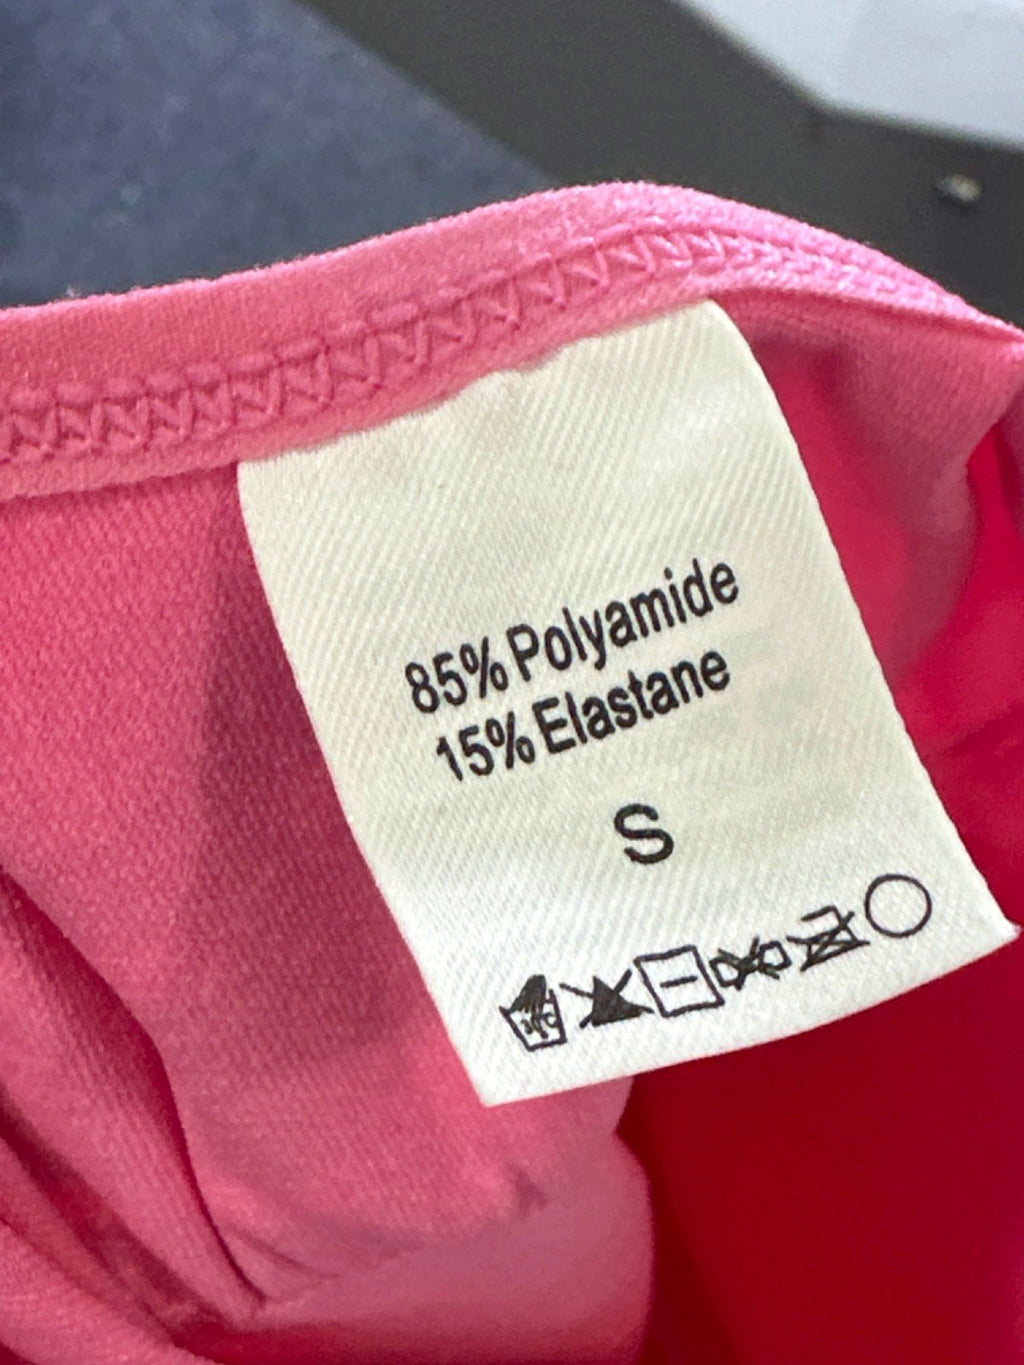 85% Polyamide
15% Elastane
S